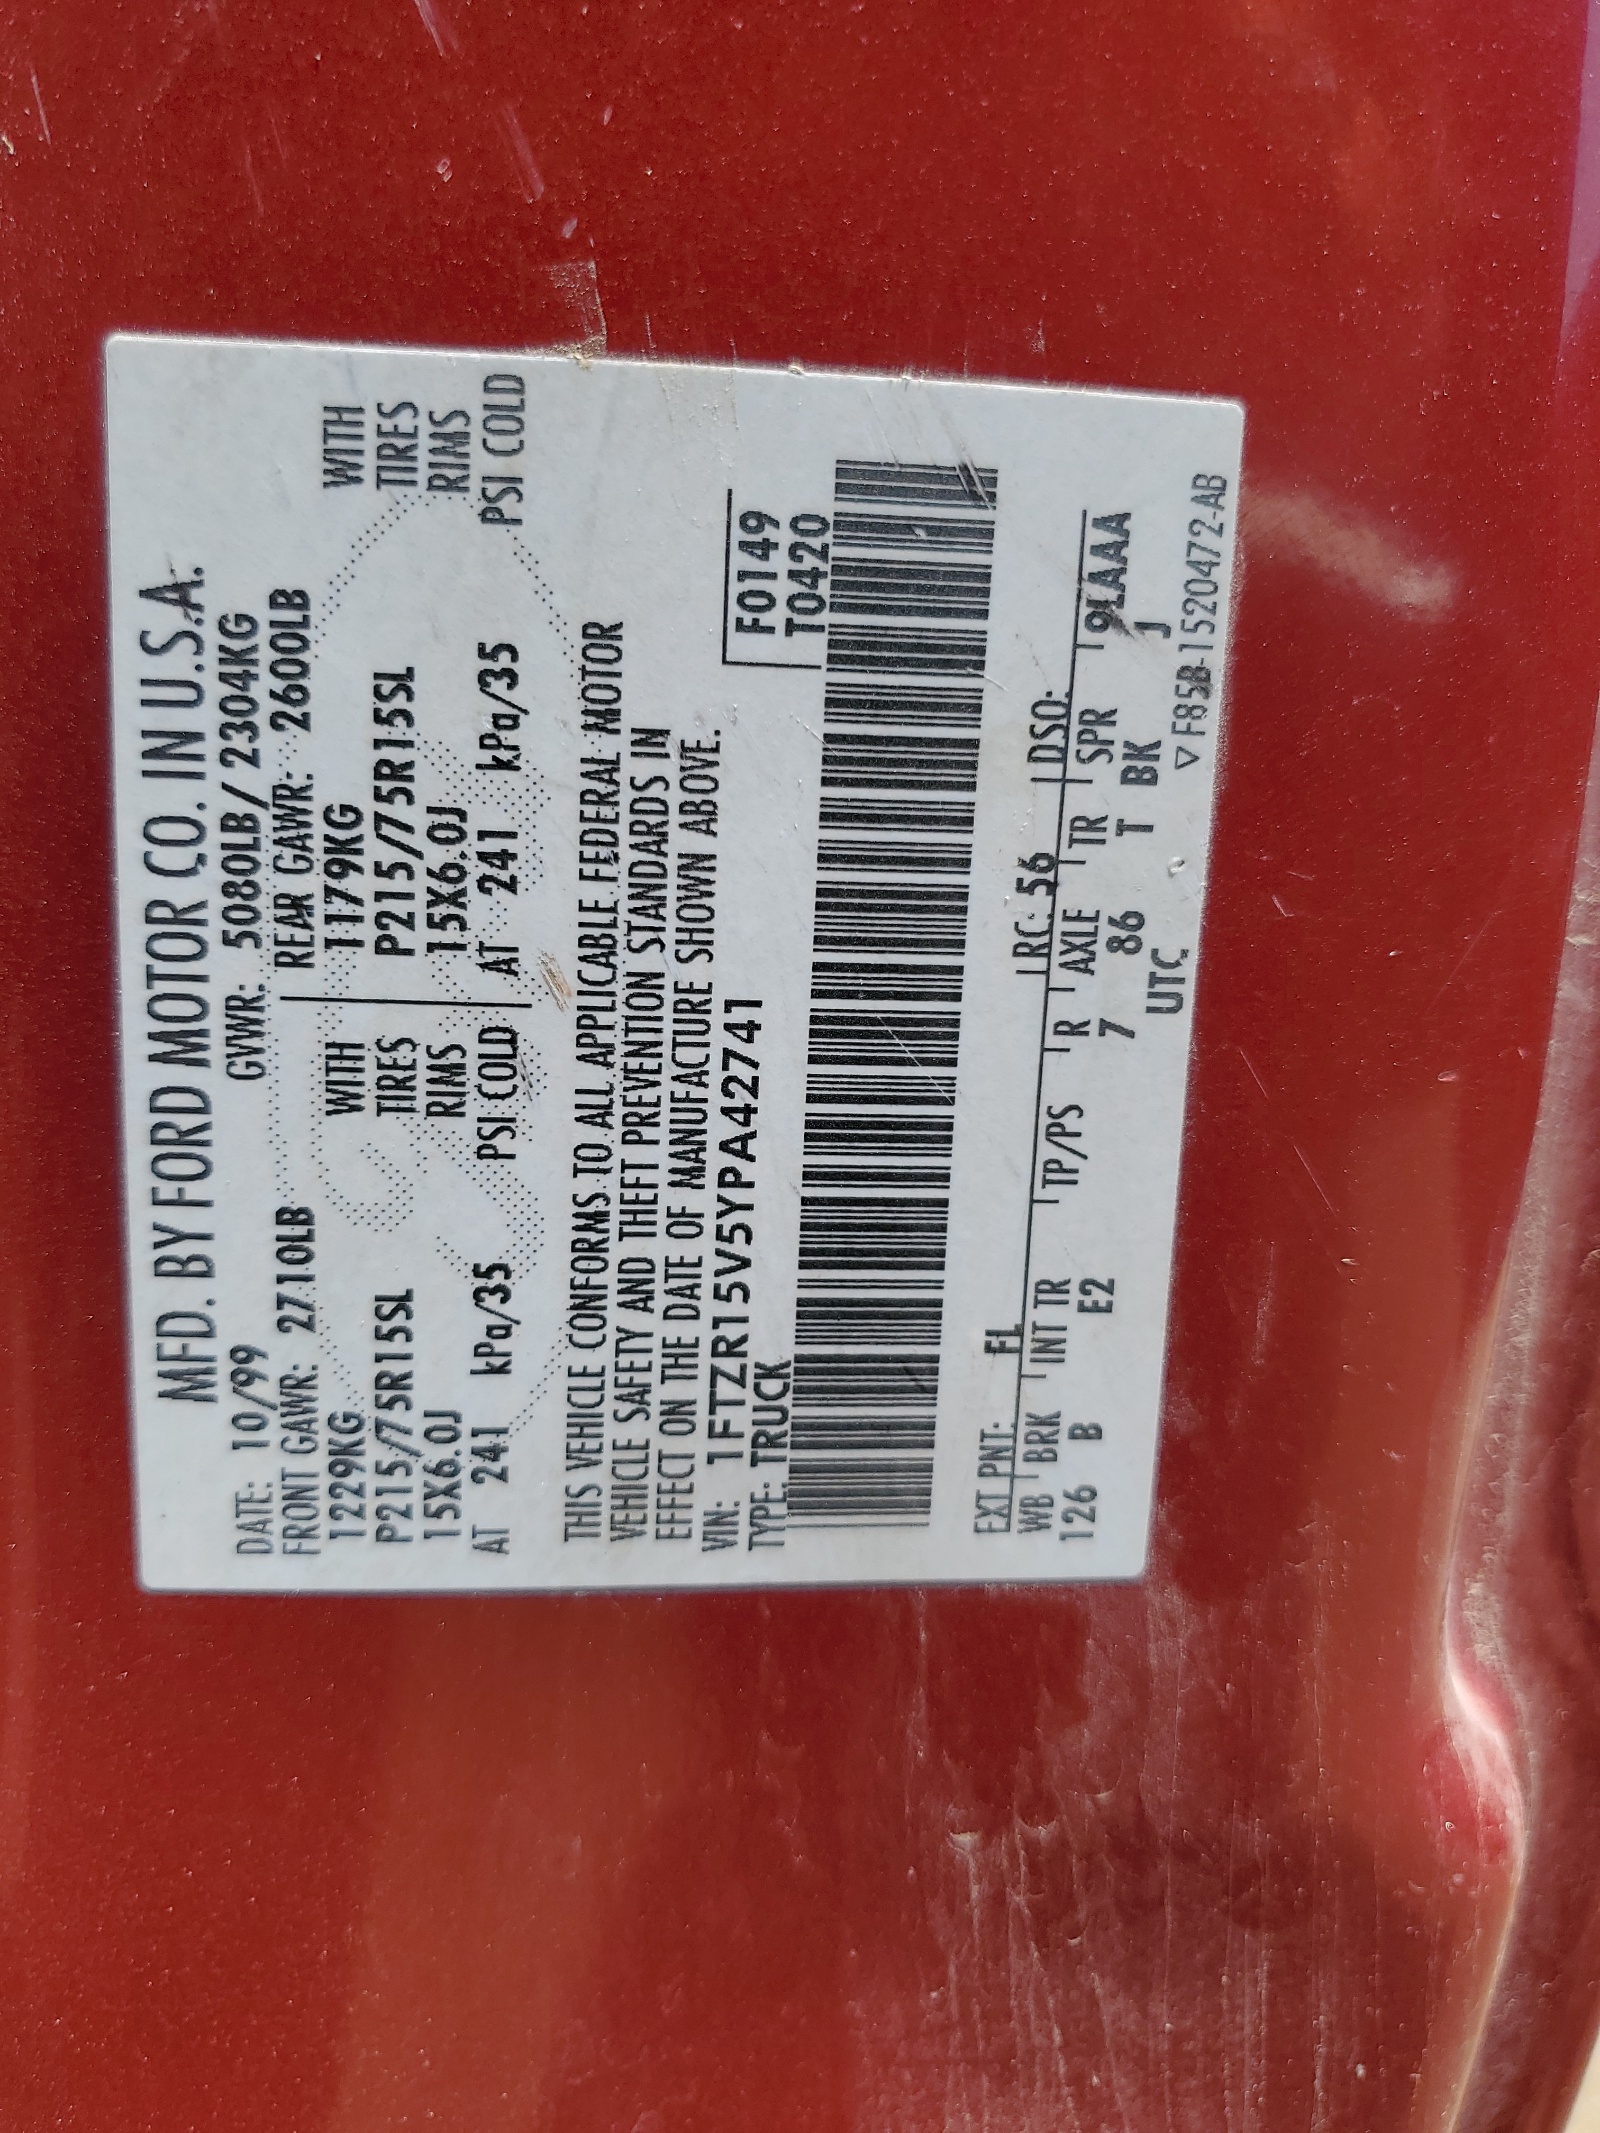 MFD. BY FORD MOTOR CO. IN U.S.A.
DATE: 10/99 GVWR: 5080LB/ 2304KG
FRONT GAWR: 2710LB REAR GAWR: 2600LB
1229KG WITH 1179KG WITH
P215/75R15SL TIRES P215/75R15SL TIRES
15X6.0J RIMS 15X6.0J RIMS
AT 241 kPa/35 PSI COLD AT 241 kPa/35 PSI COLD
THIS VEHICLE CONFORMS TO ALL APPLICABLE FEDERAL MOTOR
VEHICLE SAFETY AND THEFT PREVENTION STANDARDS IN
EFFECT ON THE DATE OF MANUFACTURE SHOWN ABOVE.
VIN: 1FTZR15V5YPA42741 F0149
TYPE: TRUCK T0420
EXT PNT: FL RC: 56 DSO:
WB BRK INT TR TP/PS R AXLE TR SPR 9LAAA
126 B E2 7 86 T BK J
UTC
▽ F85B-1520472-AB